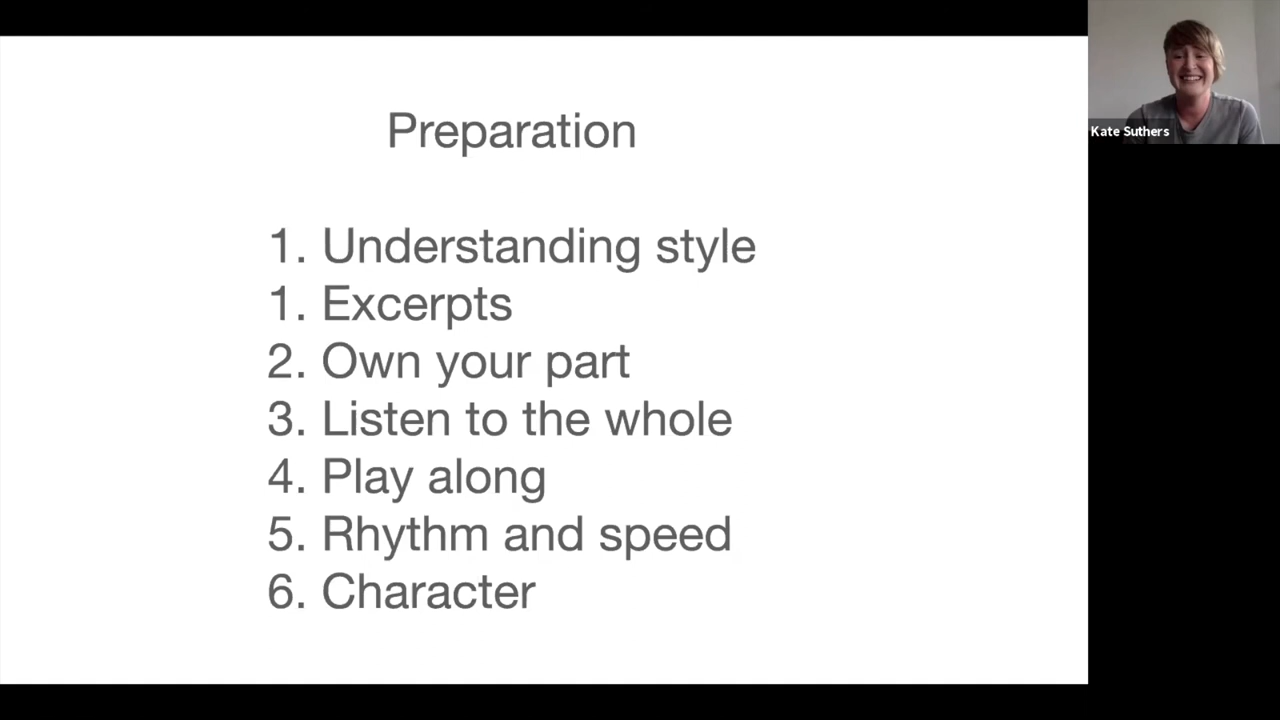 Preparation
Kate Suthers
1. Understanding style
1. Excerpts
2. Own your part
3. Listen to the whole
4. Play along
5. Rhythm and speed
6. Character